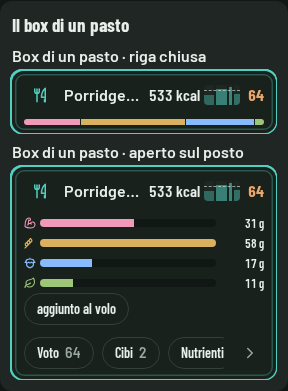 Il box di un pasto
Box di un pasto · riga chiusa
Porridge… 533 kcal 64
Box di un pasto · aperto sul posto
Porridge… 533 kcal 64
31 g
58 g
17 g
11 g
aggiunto al volo
Voto 64 Cibi 2 Nutrienti